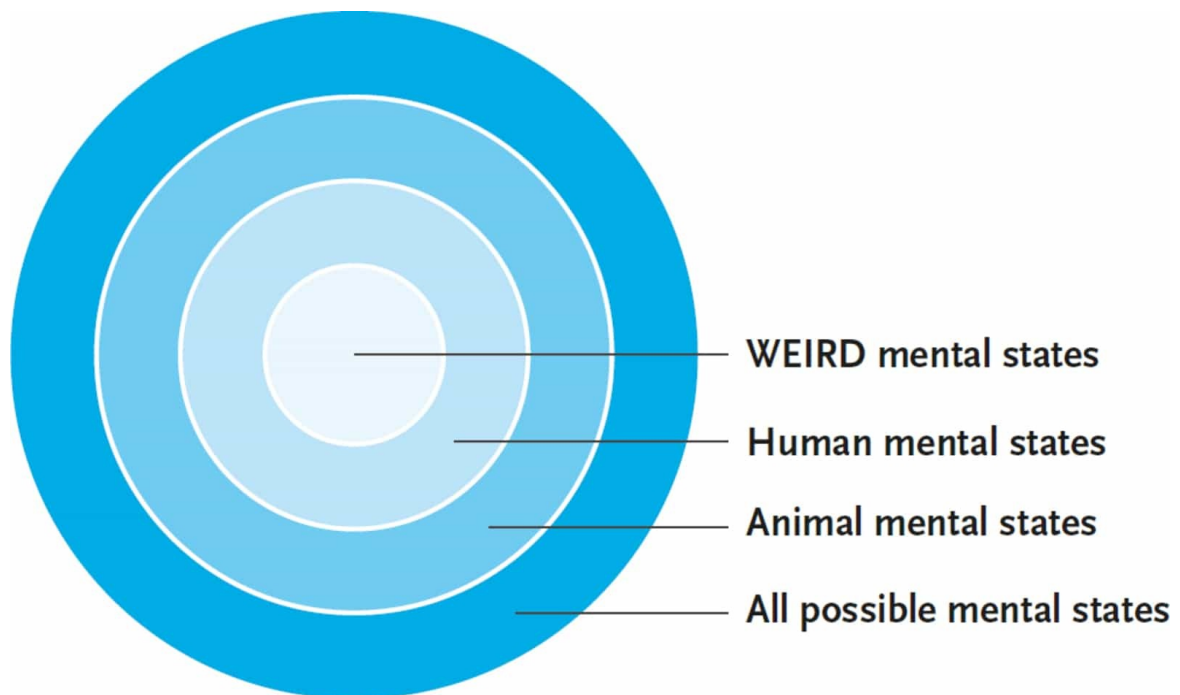 WEIRD mental states
Human mental states
Animal mental states
All possible mental states